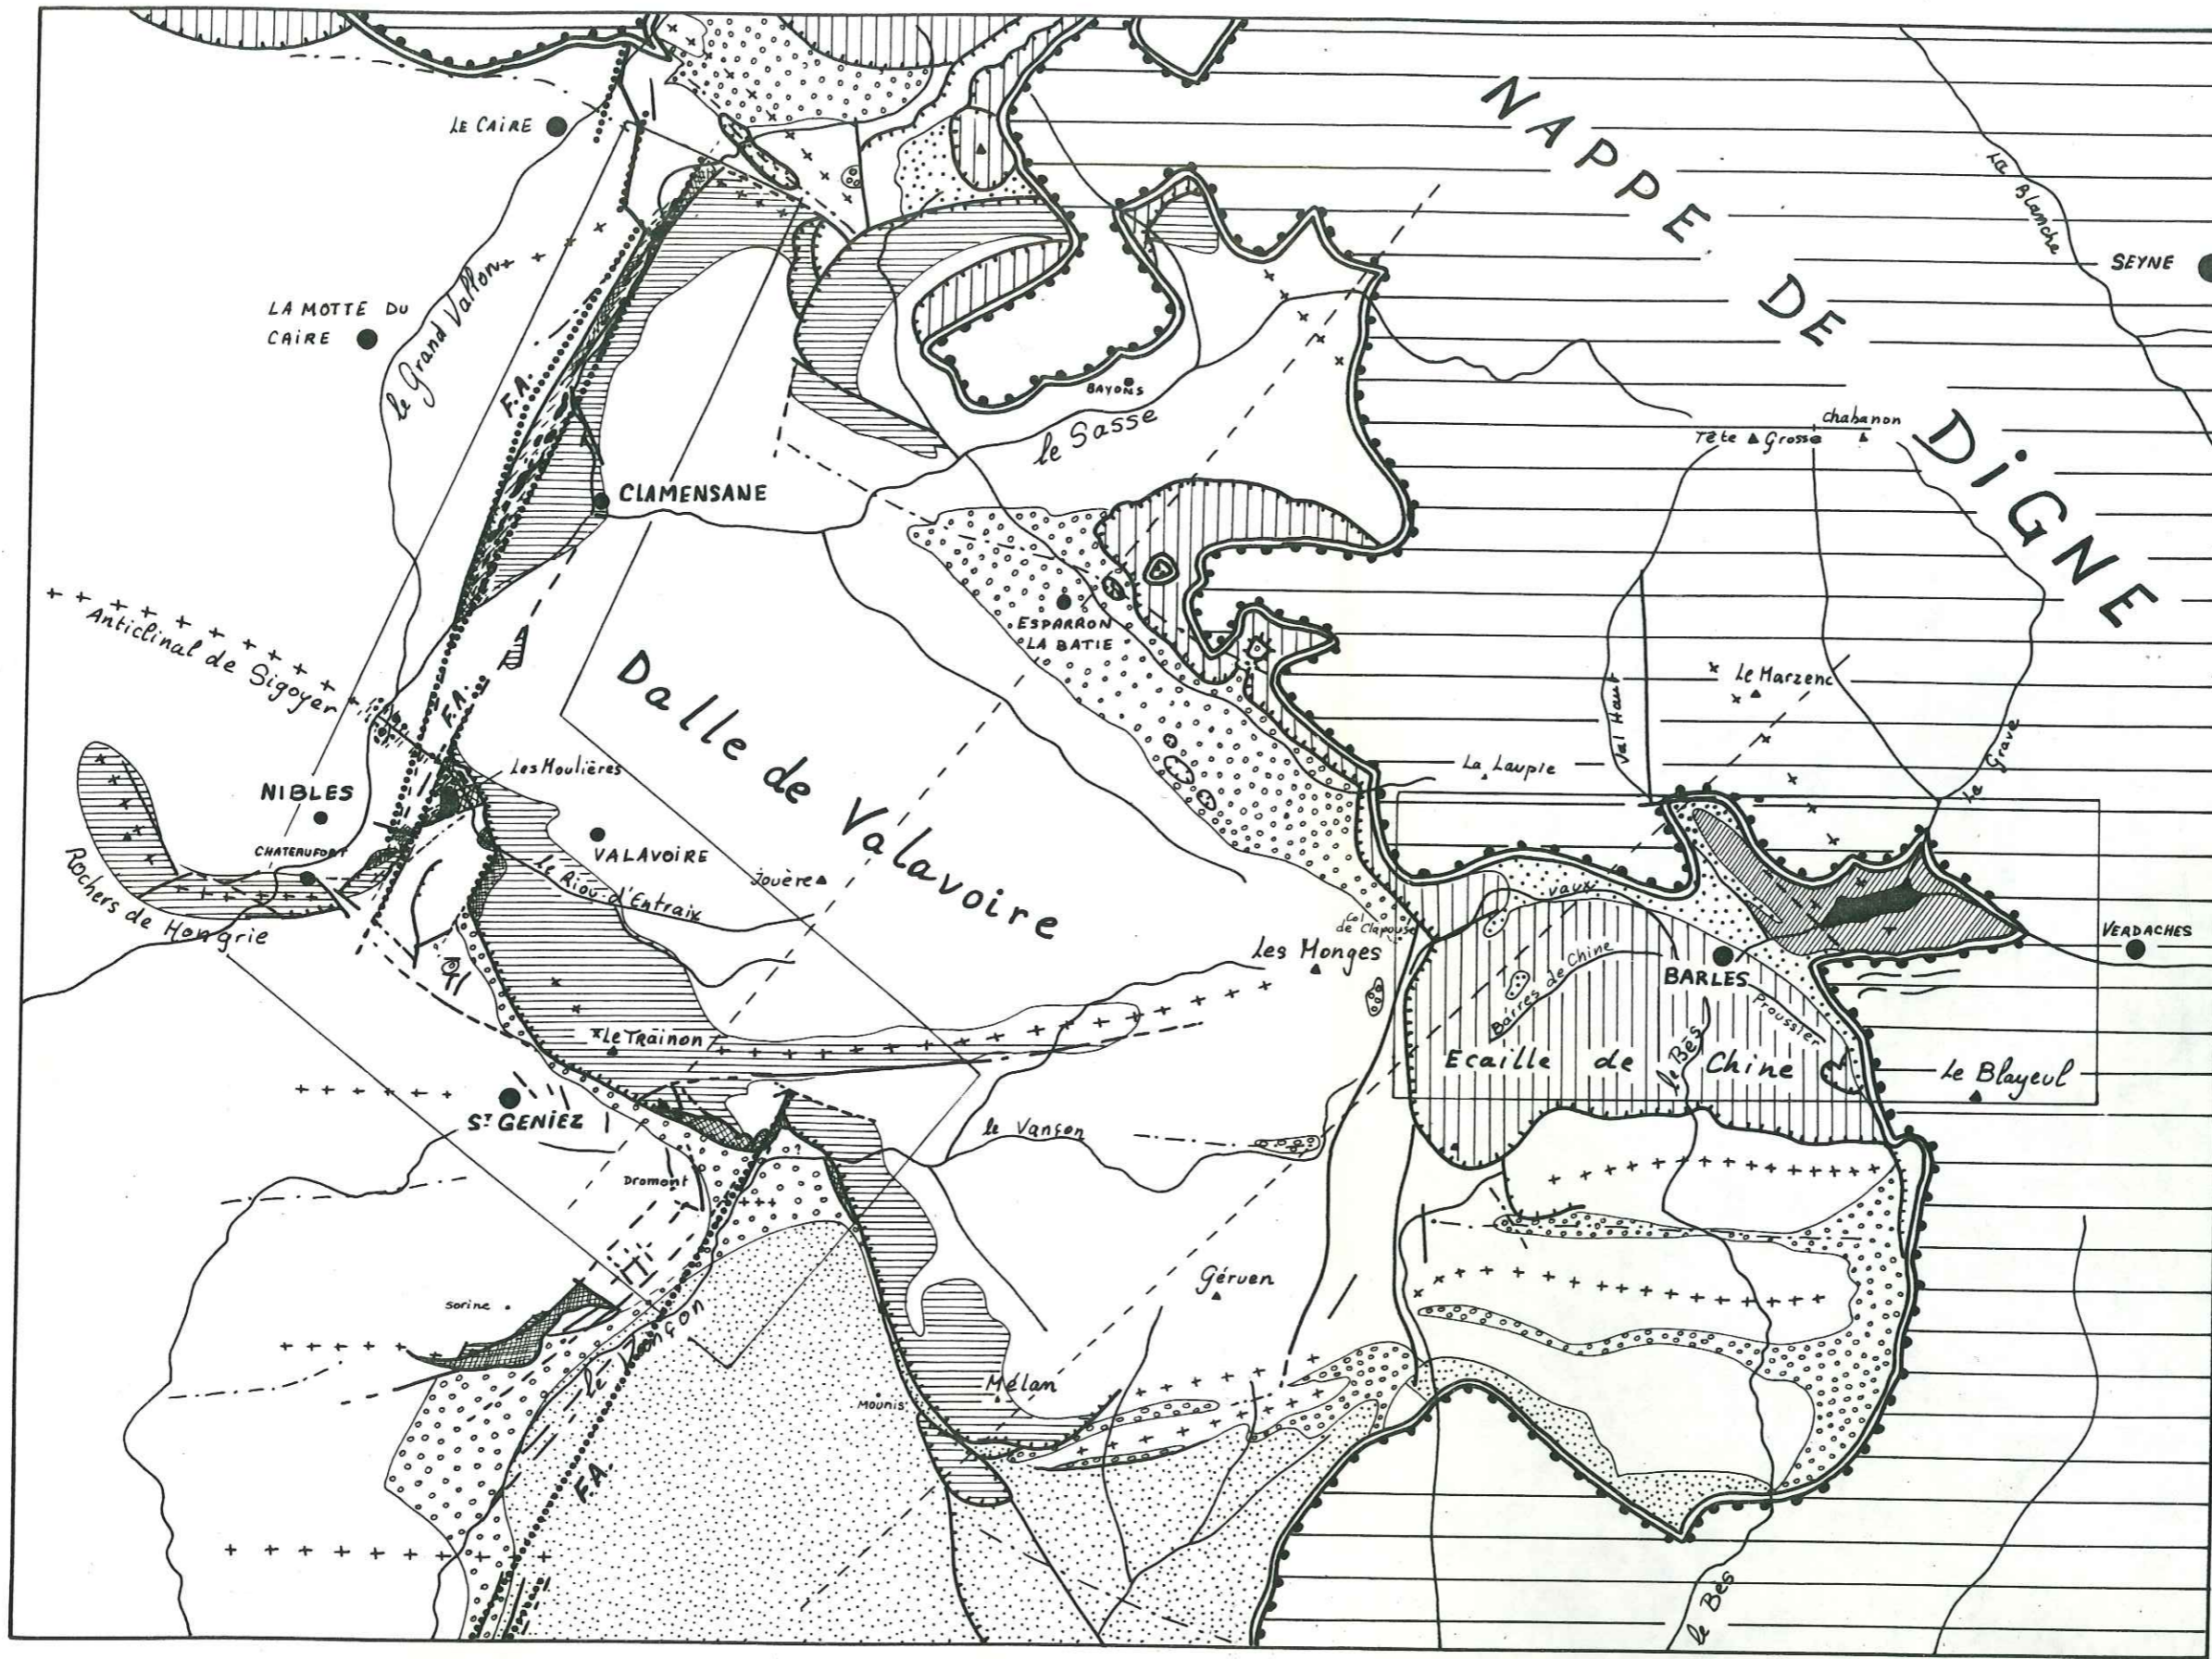 NAPPE DE DIGNE
LE CAIRE
La Blanche
SEYNE
LA MOTTE DU
CAIRE
le Grand Vallon
F.A.
BAYONS
le Sasse
Chabanon
Tête Grosse
CLAMENSANE
ESPARRON
LA BATIE
Anticlinal de Sigoyer
F.A.
Dalle de Valavoire
Le Marzenc
Val Haut
La Grave
Les Moulières
La Laupie
NIBLES
VALAVOIRE
CHATEAUFORT
le Riou d'Entraix
Jouère
Rochers de Hongrie
vaux
Col
de Clapouse
Les Monges
VERDACHES
BARLES
Barres de Chine
Proussier
Le Trainon
Ecaille de Chine
le Bès
Le Blayeul
ST GENIEZ
le Vançon
Dromont
Géruen
Sorine
le Vançon
Mélan
Mounis
F.A.
le Bès